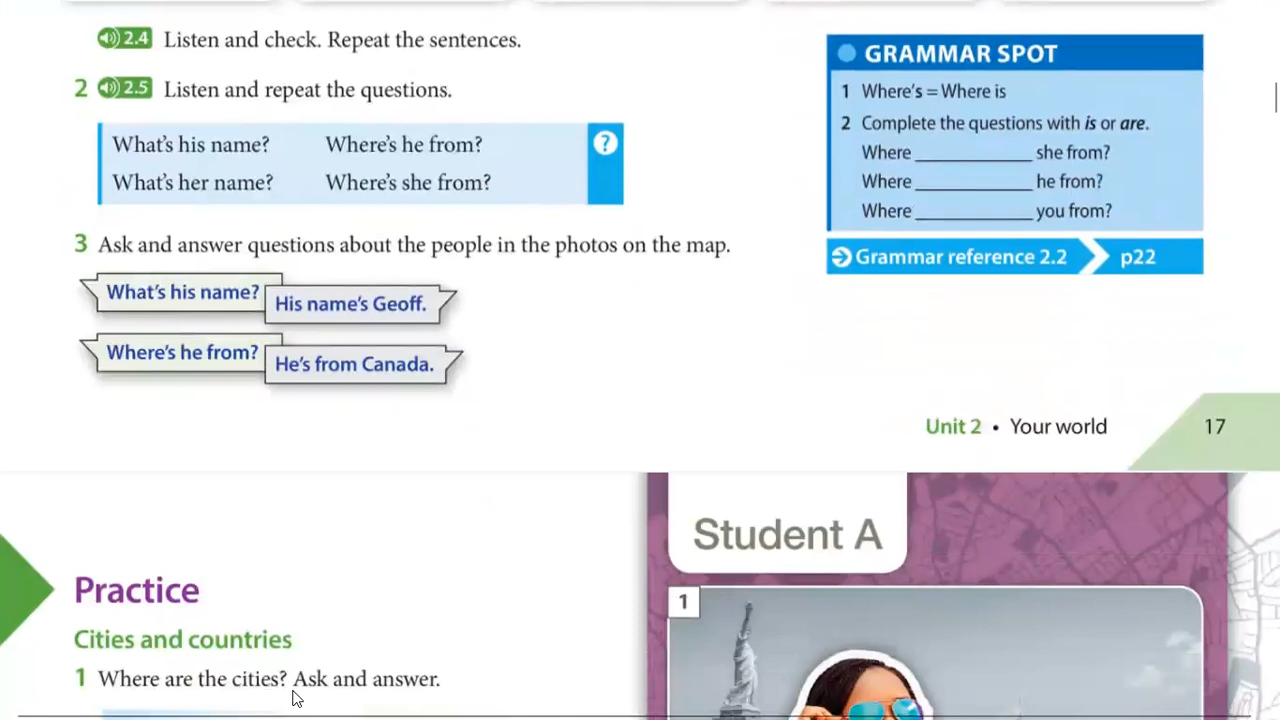 2.4 Listen and check. Repeat the sentences.
2 2.5 Listen and repeat the questions.
What's his name? Where's he from? ?
What's her name? Where's she from?
3 Ask and answer questions about the people in the photos on the map.
What's his name?
His name's Geoff.
Where's he from?
He's from Canada.
GRAMMAR SPOT
1 Where's = Where is
2 Complete the questions with is or are.
Where ____________ she from?
Where ____________ he from?
Where ____________ you from?
Grammar reference 2.2 p22
Unit 2 • Your world 17
Practice
Cities and countries
1 Where are the cities? Ask and answer.
Student A
1